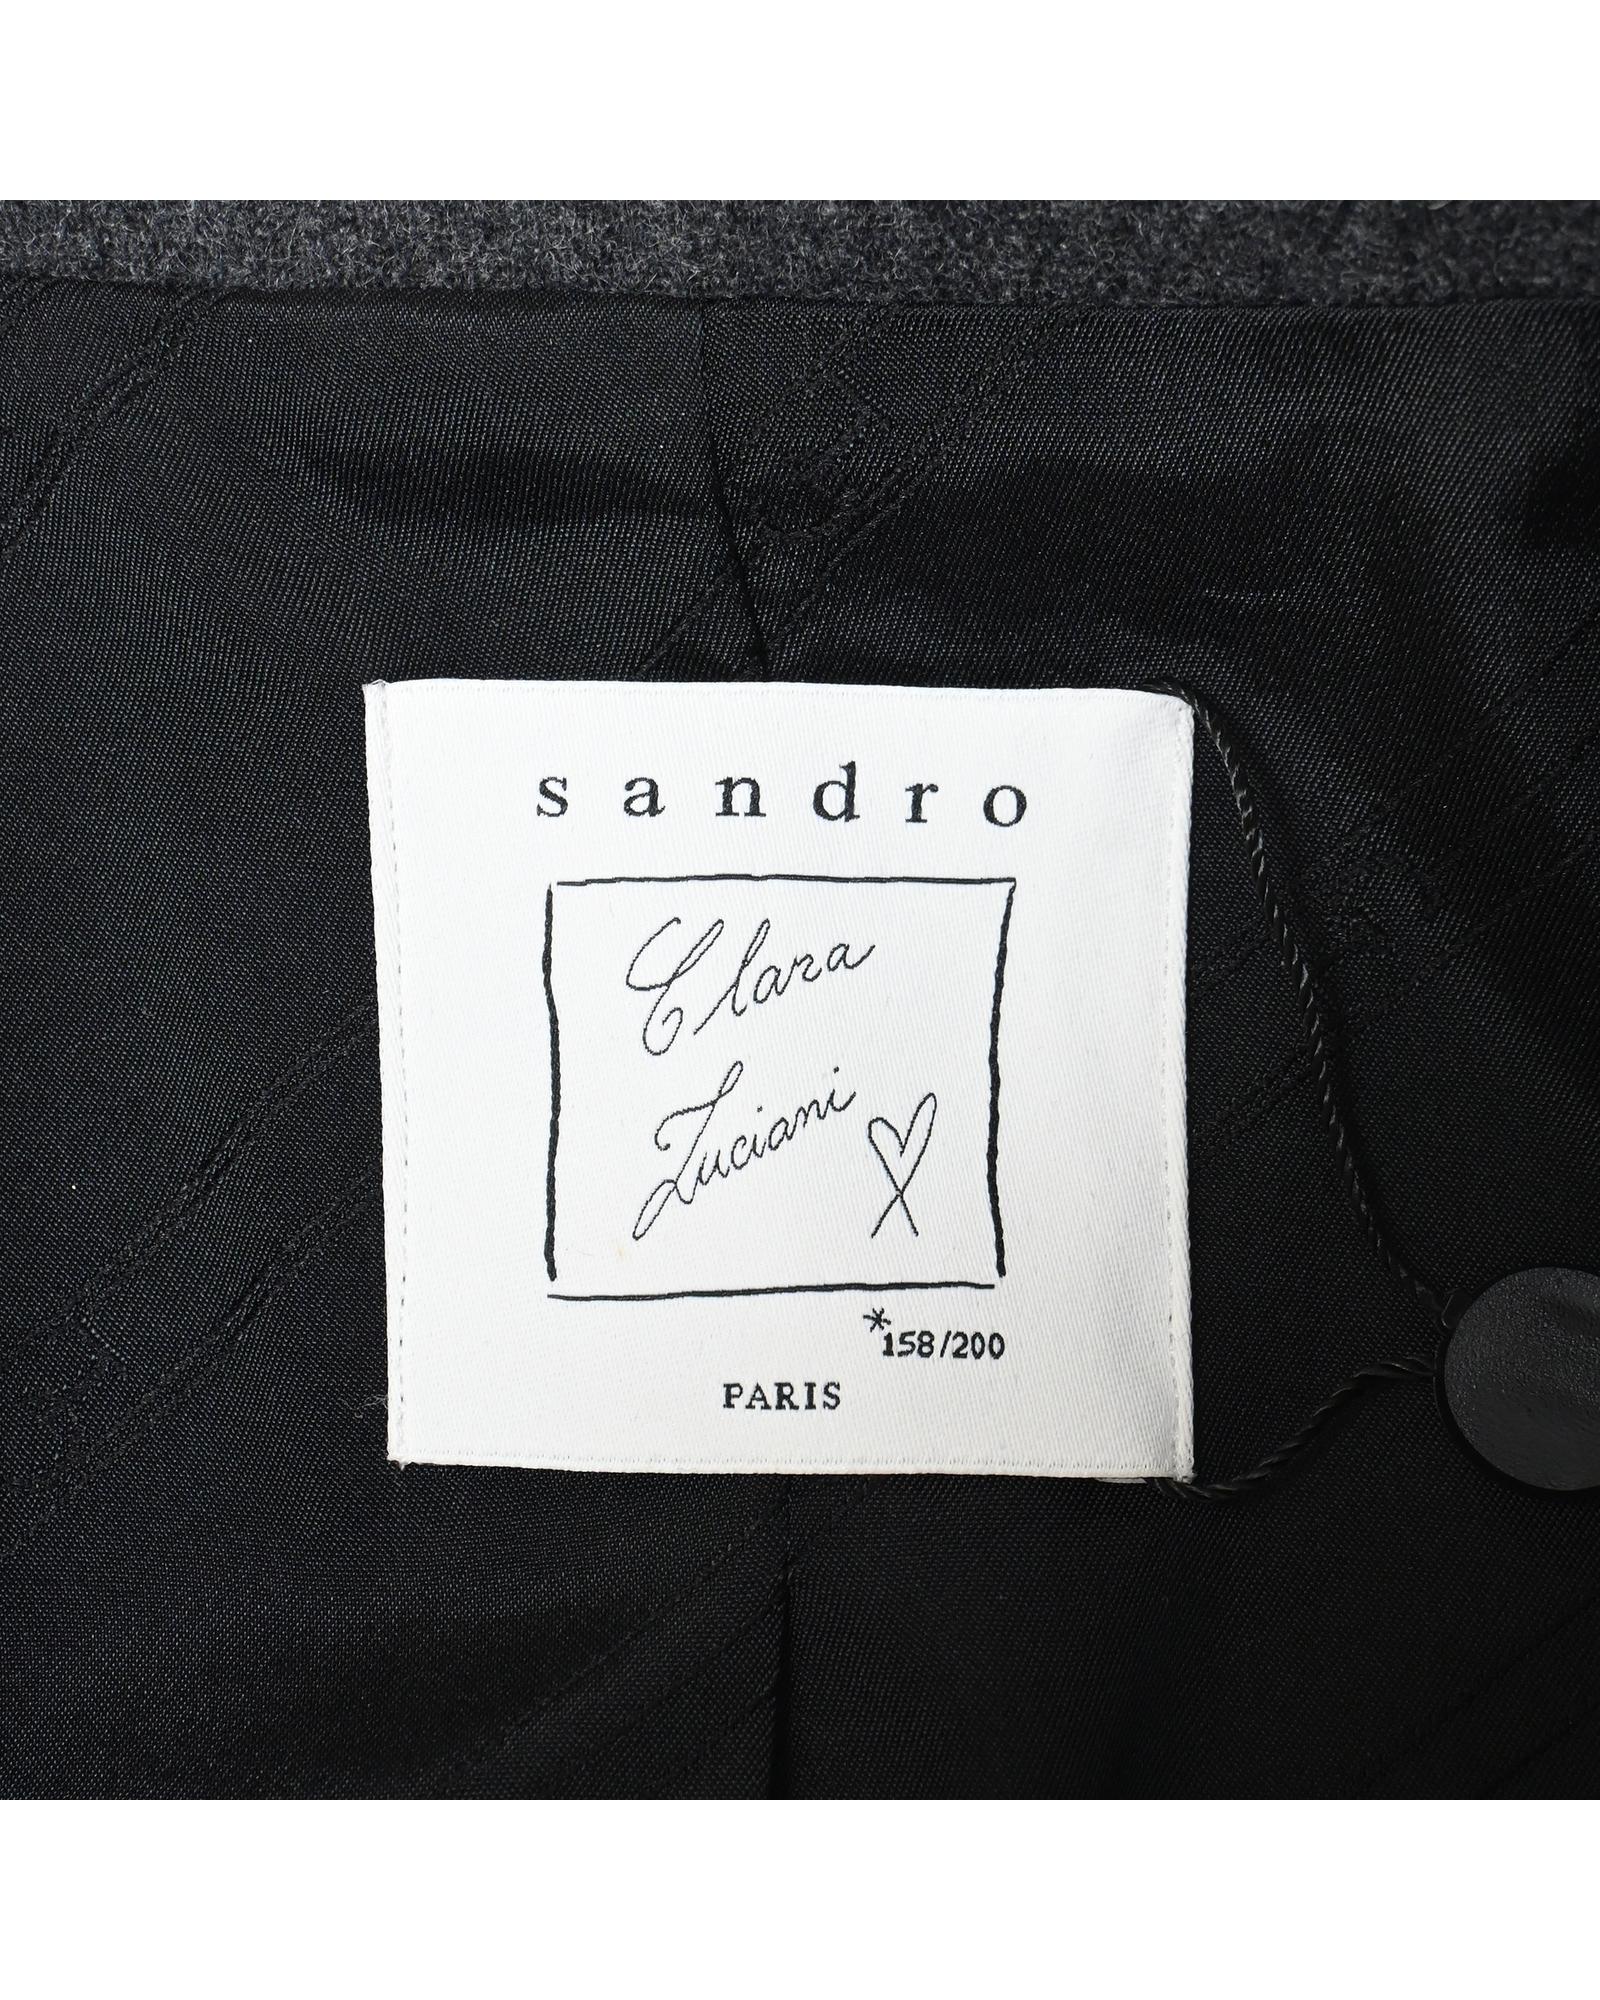 sandro
Clara
Luciani
*158/200
PARIS